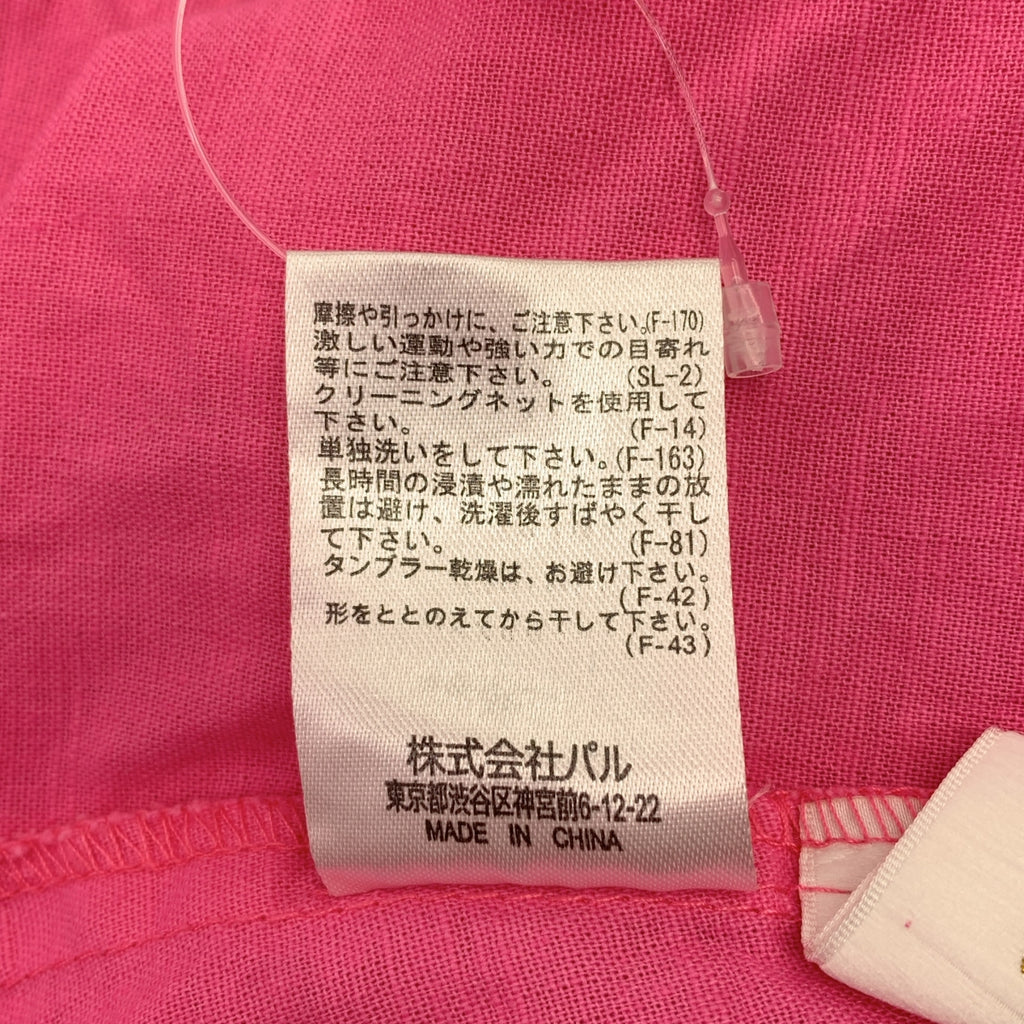 摩擦や引っかけに、ご注意下さい。(F-170)
激しい運動や強い力での目寄れ
等にご注意下さい。 (SL-2)
クリーニングネットを使用して
下さい。 (F-14)
単独洗いをして下さい。(F-163)
長時間の浸漬や濡れたままの放
置は避け、洗濯後すばやく干し
て下さい。 (F-81)
タンブラー乾燥は、お避け下さい。
(F-42)
形をととのえてから干して下さい。
(F-43)
株式会社パル
東京都渋谷区神宮前6-12-22
MADE IN CHINA